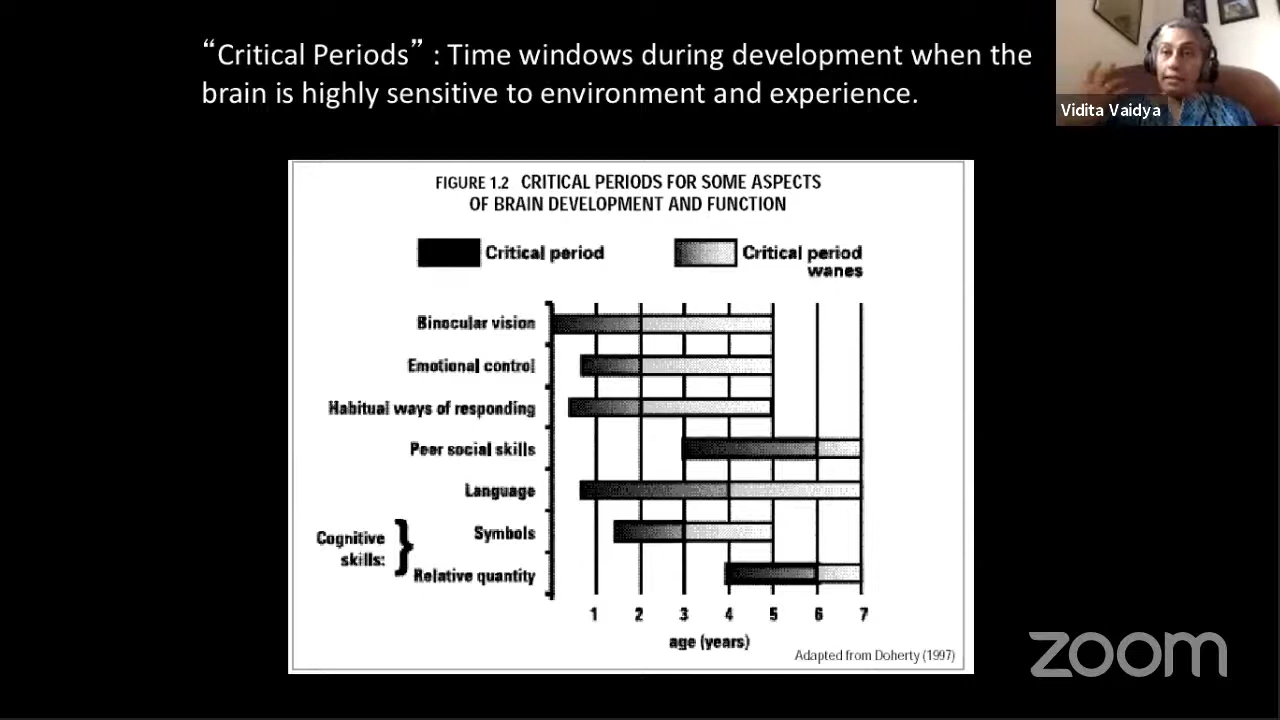 “Critical Periods” : Time windows during development when the
brain is highly sensitive to environment and experience.
Vidita Vaidya
FIGURE 1.2 CRITICAL PERIODS FOR SOME ASPECTS
OF BRAIN DEVELOPMENT AND FUNCTION
Critical period
Critical period
wanes
Binocular vision
Emotional control
Habitual ways of responding
Peer social skills
Language
Cognitive
skills:
Symbols
Relative quantity
1 2 3 4 5 6 7
age (years)
Adapted from Doherty (1997)
zoom